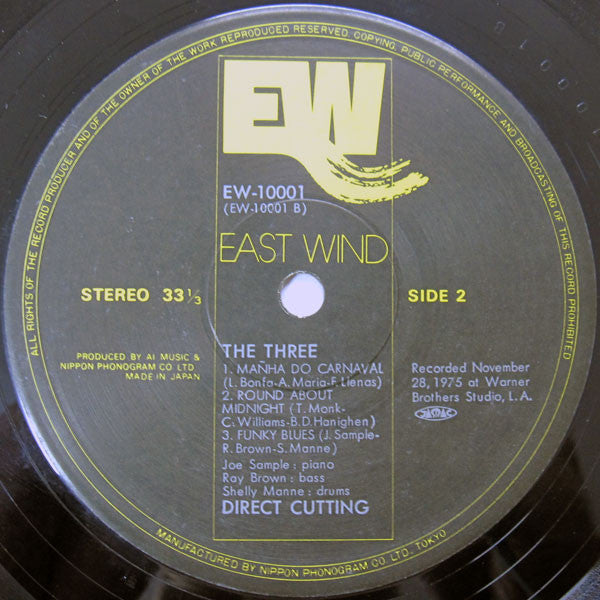 ALL RIGHTS OF THE RECORD PRODUCER AND OF THE OWNER OF THE WORK REPRODUCED RESERVED. COPYING, PUBLIC PERFORMANCE AND BROADCASTING OF THIS RECORD PROHIBITED
EW
EW-10001
(EW-10001 B)
EAST WIND
STEREO 33⅓
SIDE 2
PRODUCED BY AI MUSIC &
NIPPON PHONOGRAM CO LTD
MADE IN JAPAN
THE THREE
1. MAÑHA DO CARNAVAL
(L. Bonfa-A. Maria-F. Llenas)
2. ROUND ABOUT
MIDNIGHT (T. Monk-
C. Williams-B.D. Hanighen)
3. FUNKY BLUES (J. Sample-
R. Brown-S. Manne)
Joe Sample : piano
Ray Brown : bass
Shelly Manne : drums
DIRECT CUTTING
Recorded November
28, 1975 at Warner
Brothers Studio, L.A.
JASRAC
MANUFACTURED BY NIPPON PHONOGRAM CO LTD., TOKYO